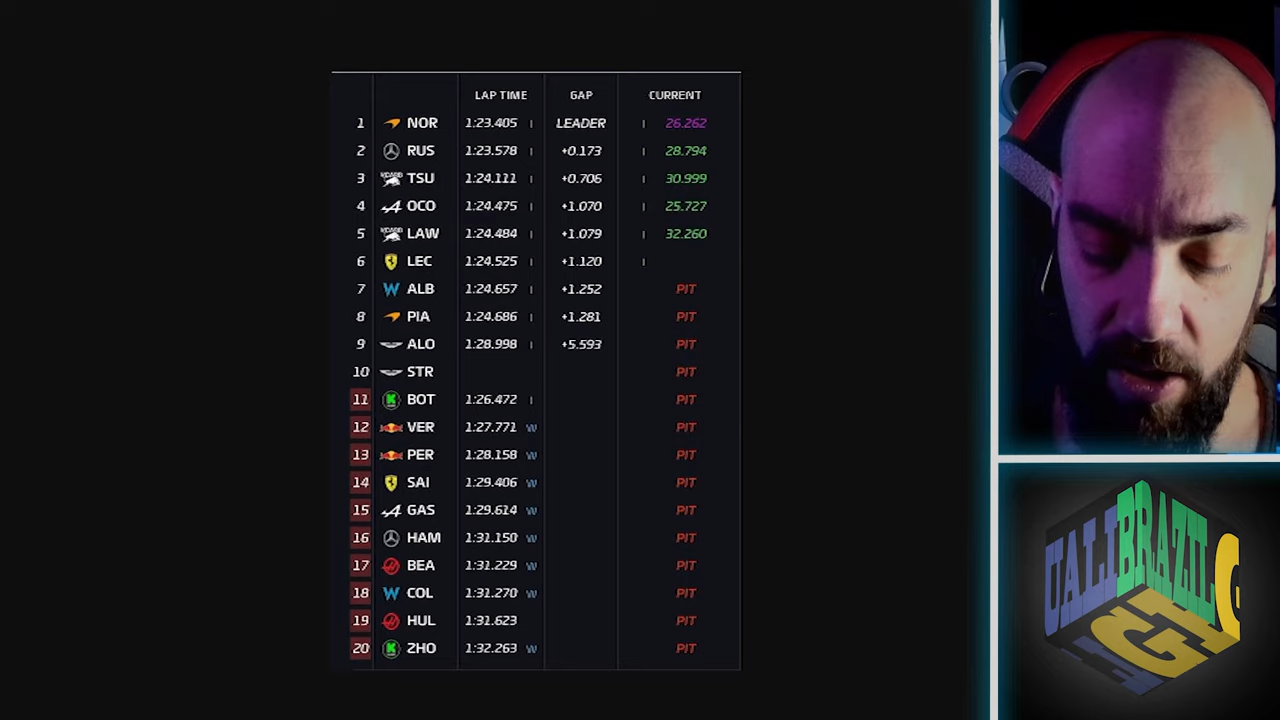 LAP TIME GAP CURRENT
1 NOR 1:23.405 I LEADER I 26.262
2 RUS 1:23.578 I +0.173 I 28.794
3 TSU 1:24.111 I +0.706 I 30.999
4 OCO 1:24.475 I +1.070 I 25.727
5 LAW 1:24.484 I +1.079 I 32.260
6 LEC 1:24.525 I +1.120 I
7 ALB 1:24.657 I +1.252 PIT
8 PIA 1:24.686 I +1.281 PIT
9 ALO 1:28.998 I +5.593 PIT
10 STR PIT
11 BOT 1:26.472 I PIT
12 VER 1:27.771 W PIT
13 PER 1:28.158 W PIT
14 SAI 1:29.406 W PIT
15 GAS 1:29.614 W PIT
16 HAM 1:31.150 W PIT
17 BEA 1:31.229 W PIT
18 COL 1:31.270 W PIT
19 HUL 1:31.623 PIT
20 ZHO 1:32.263 W PIT
UALI BRAZIL G